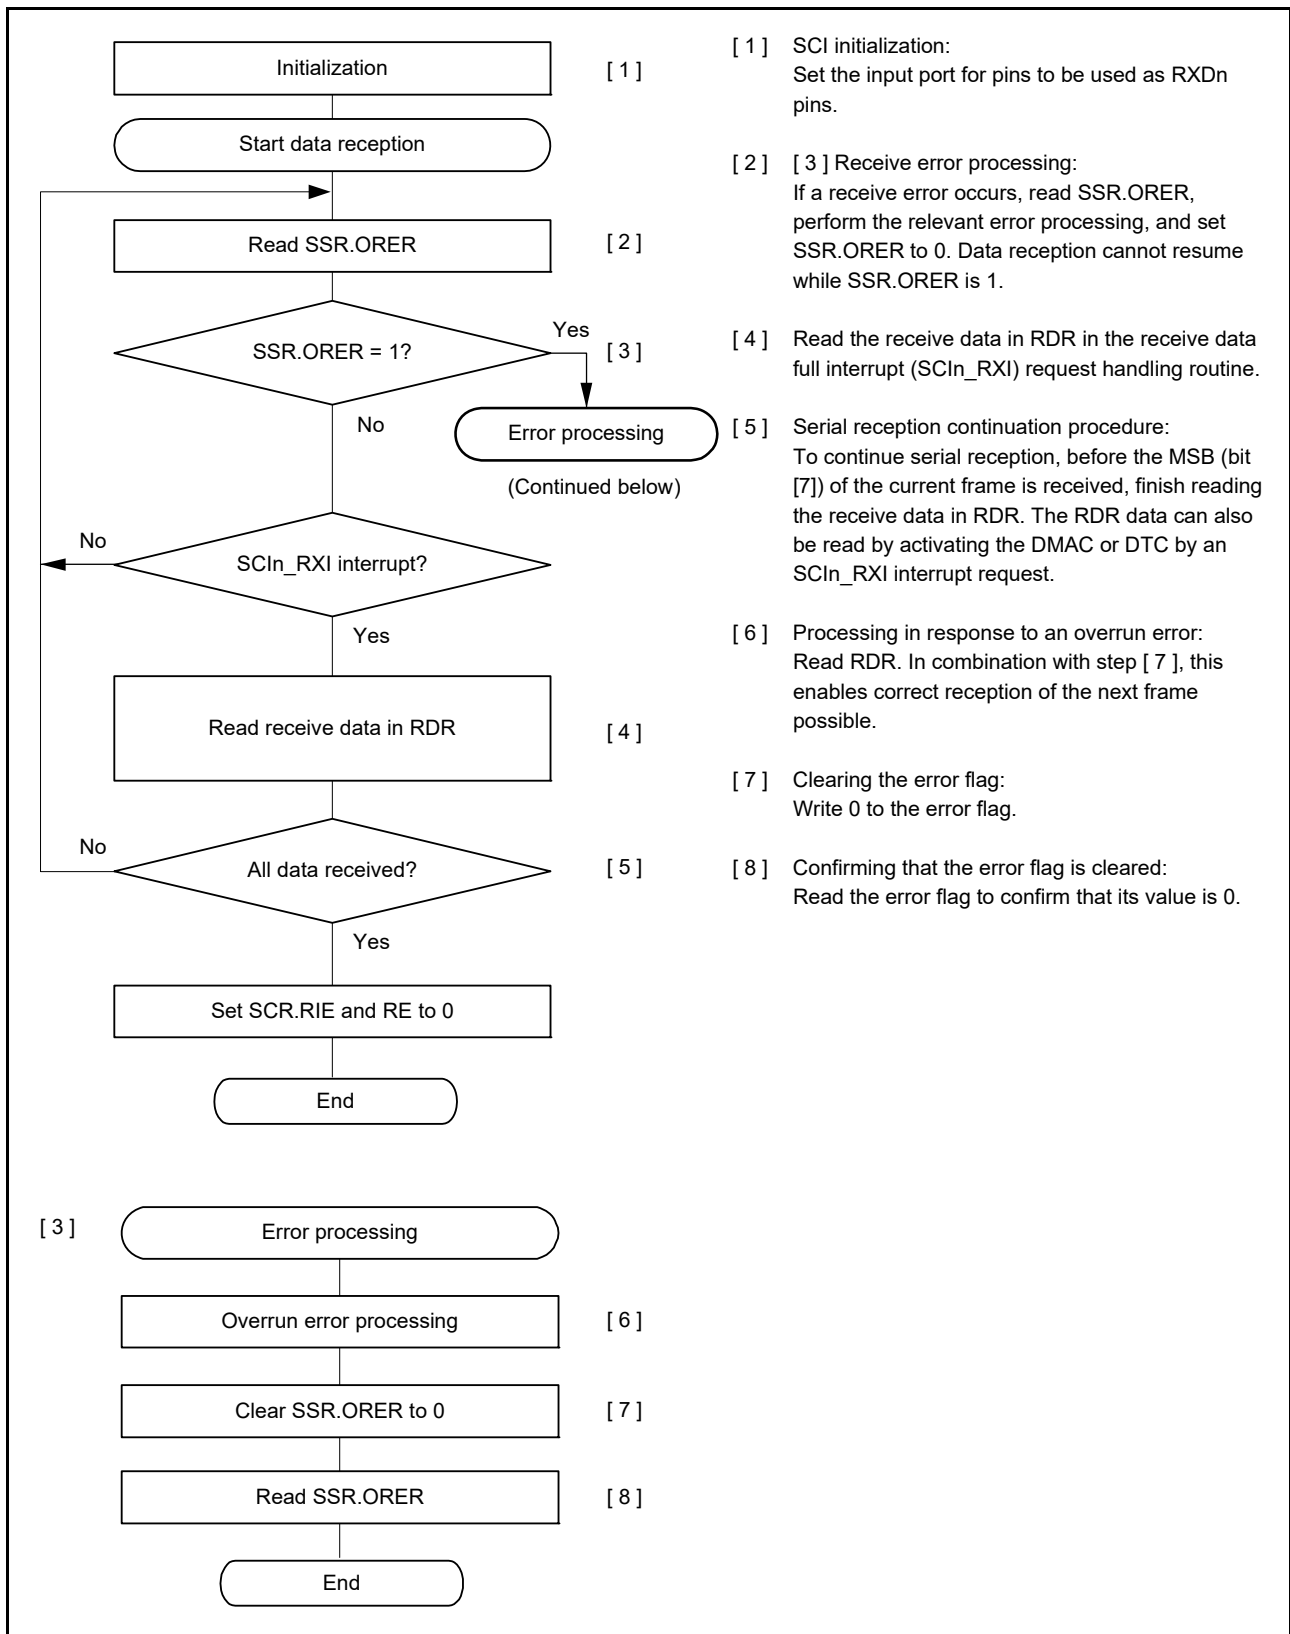 Initialization
[ 1 ]
Start data reception
Read SSR.ORER
[ 2 ]
SSR.ORER = 1?
Yes
[ 3 ]
No
Error processing
(Continued below)
No
SCIn_RXI interrupt?
Yes
Read receive data in RDR
[ 4 ]
No
All data received?
[ 5 ]
Yes
Set SCR.RIE and RE to 0
End
[ 1 ] SCI initialization:
Set the input port for pins to be used as RXDn
pins.
[ 2 ] [ 3 ] Receive error processing:
If a receive error occurs, read SSR.ORER,
perform the relevant error processing, and set
SSR.ORER to 0. Data reception cannot resume
while SSR.ORER is 1.
[ 4 ] Read the receive data in RDR in the receive data
full interrupt (SCIn_RXI) request handling routine.
[ 5 ] Serial reception continuation procedure:
To continue serial reception, before the MSB (bit
[7]) of the current frame is received, finish reading
the receive data in RDR. The RDR data can also
be read by activating the DMAC or DTC by an
SCIn_RXI interrupt request.
[ 6 ] Processing in response to an overrun error:
Read RDR. In combination with step [ 7 ], this
enables correct reception of the next frame
possible.
[ 7 ] Clearing the error flag:
Write 0 to the error flag.
[ 8 ] Confirming that the error flag is cleared:
Read the error flag to confirm that its value is 0.
[ 3 ]
Error processing
Overrun error processing
[ 6 ]
Clear SSR.ORER to 0
[ 7 ]
Read SSR.ORER
[ 8 ]
End